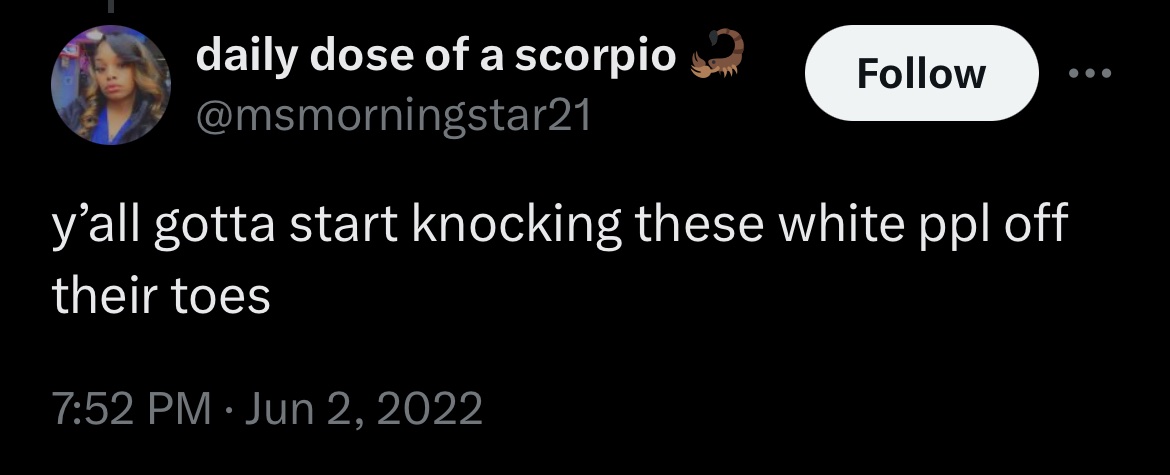 daily dose of a scorpio 🦂
Follow
@msmorningstar21
y’all gotta start knocking these white ppl off
their toes
7:52 PM · Jun 2, 2022